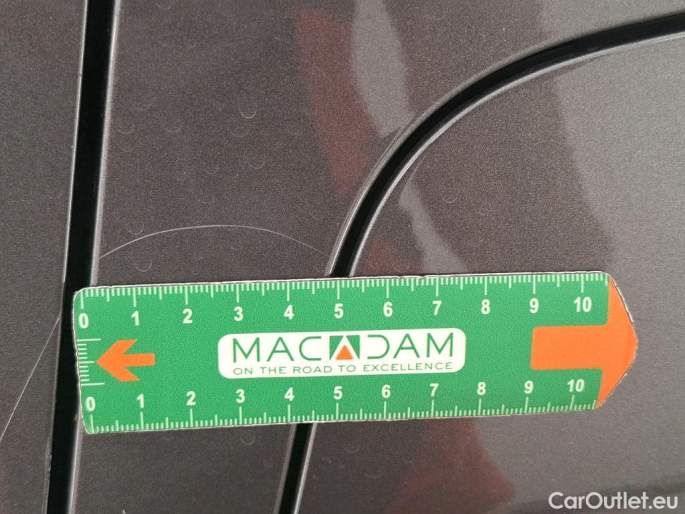 0 1 2 3 4 5 6 7 8 9 10
MACADAM
ON THE ROAD TO EXCELLENCE
0 1 2 3 4 5 6 7 8 9 10
CarOutlet.eu